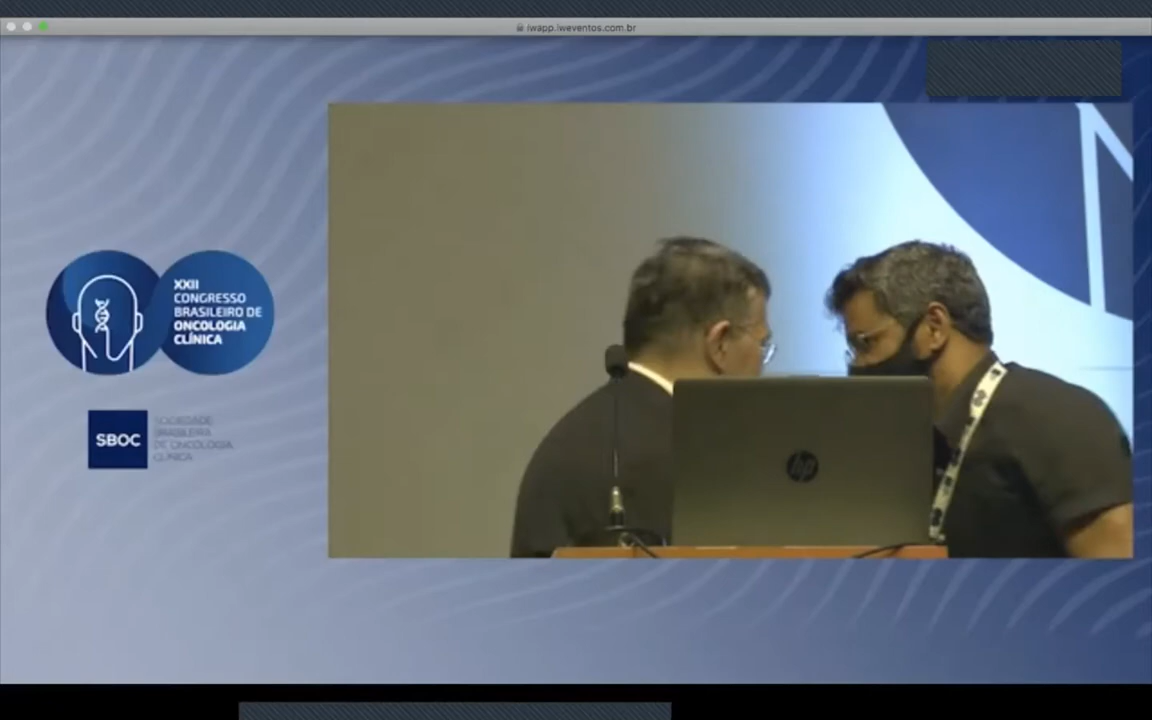 iwapp.iweventos.com.br
XXII
CONGRESSO
BRASILEIRO DE
ONCOLOGIA
CLÍNICA
SBOC
SOCIEDADE
BRASILEIRA
DE ONCOLOGIA
CLÍNICA
hp